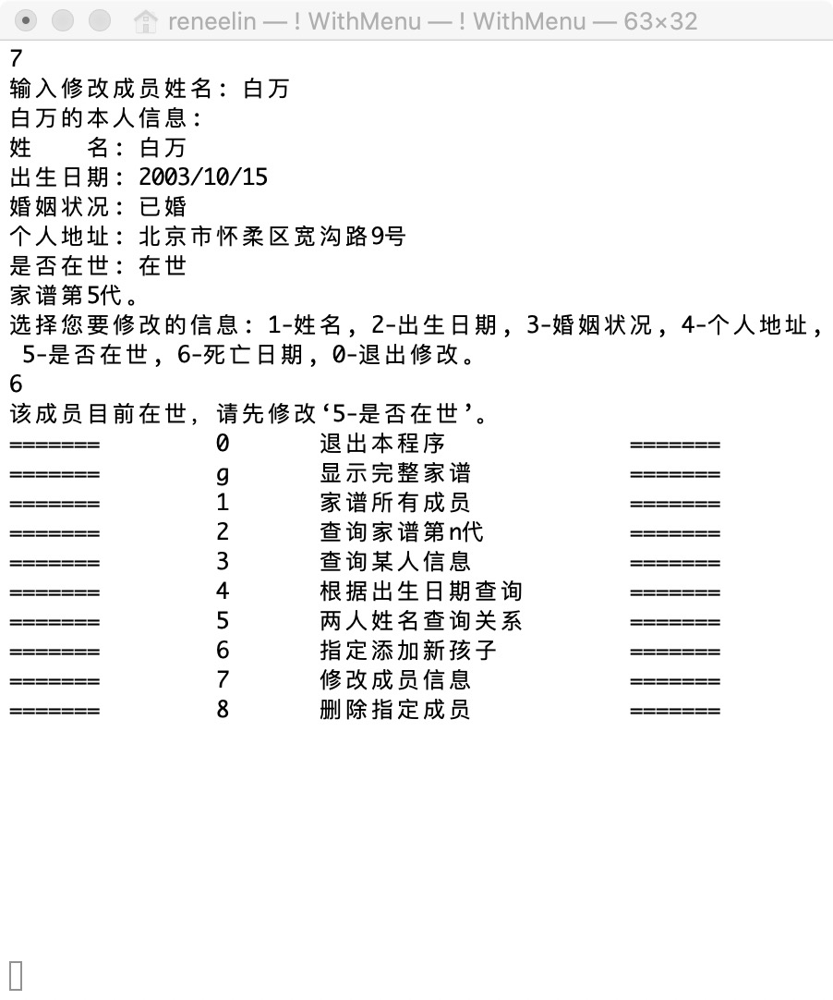 reneelin — ! WithMenu — ! WithMenu — 63×32
7
输入修改成员姓名：白万
白万的本人信息：
姓    名：白万
出生日期：2003/10/15
婚姻状况：已婚
个人地址：北京市怀柔区宽沟路9号
是否在世：在世
家谱第5代。
选择您要修改的信息：1-姓名，2-出生日期，3-婚姻状况，4-个人地址，
5-是否在世，6-死亡日期，0-退出修改。
6
该成员目前在世，请先修改‘5-是否在世’。
======= 0 退出本程序 =======
======= g 显示完整家谱 =======
======= 1 家谱所有成员 =======
======= 2 查询家谱第n代 =======
======= 3 查询某人信息 =======
======= 4 根据出生日期查询 =======
======= 5 两人姓名查询关系 =======
======= 6 指定添加新孩子 =======
======= 7 修改成员信息 =======
======= 8 删除指定成员 =======